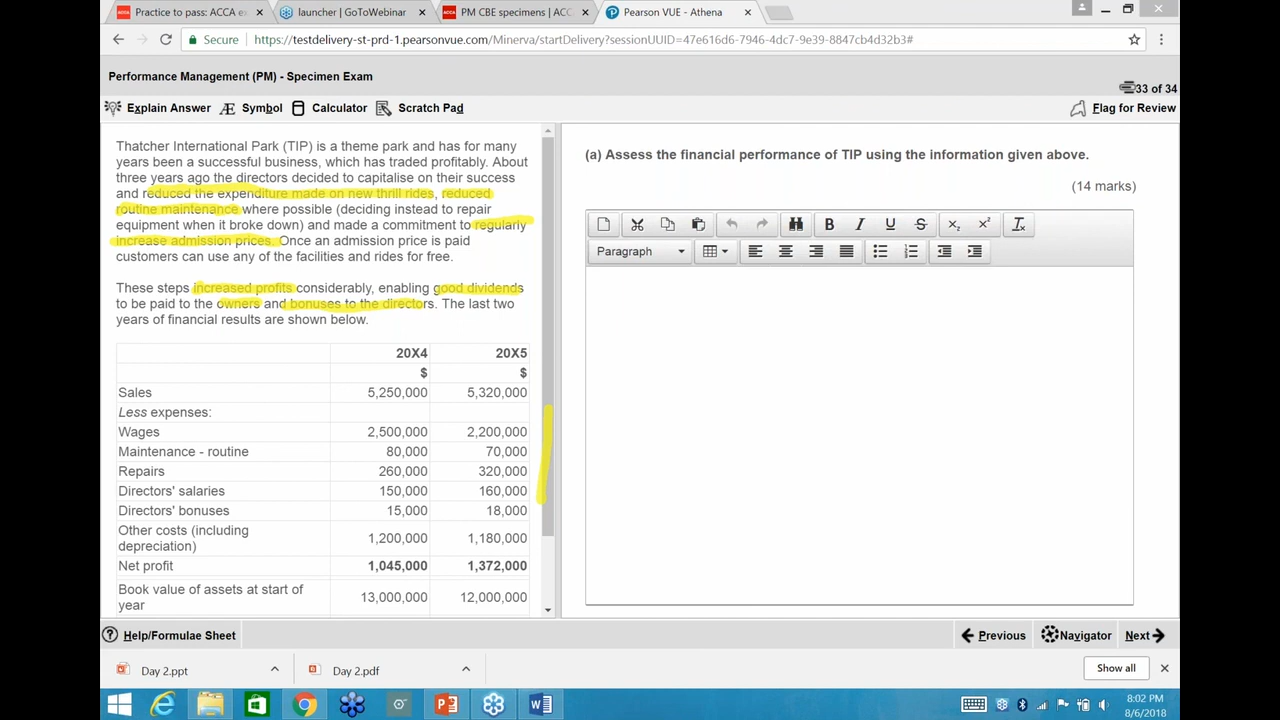 Practice to pass: ACCA ex
launcher | GoToWebinar
PM CBE specimens | ACC
Pearson VUE - Athena
Secure
https://testdelivery-st-prd-1.pearsonvue.com/Minerva/startDelivery?sessionUUID=47e616d6-7946-4dc7-9e39-8847cb4d32b3#
Performance Management (PM) - Specimen Exam
33 of 34
Explain Answer
Symbol
Calculator
Scratch Pad
Flag for Review
Thatcher International Park (TIP) is a theme park and has for many
years been a successful business, which has traded profitably. About
three years ago the directors decided to capitalise on their success
and reduced the expenditure made on new thrill rides, reduced
routine maintenance where possible (deciding instead to repair
equipment when it broke down) and made a commitment to regularly
increase admission prices. Once an admission price is paid
customers can use any of the facilities and rides for free.
These steps increased profits considerably, enabling good dividends
to be paid to the owners and bonuses to the directors. The last two
years of financial results are shown below.
20X4 20X5
$ $
Sales 5,250,000 5,320,000
Less expenses:
Wages 2,500,000 2,200,000
Maintenance - routine 80,000 70,000
Repairs 260,000 320,000
Directors' salaries 150,000 160,000
Directors' bonuses 15,000 18,000
Other costs (including
depreciation) 1,200,000 1,180,000
Net profit 1,045,000 1,372,000
Book value of assets at start of
year 13,000,000 12,000,000
(a) Assess the financial performance of TIP using the information given above.
(14 marks)
B I U S x₂ x² Ix
Paragraph
Help/Formulae Sheet
Previous
Navigator
Next
Day 2.ppt
Day 2.pdf
Show all
8:02 PM
8/6/2018